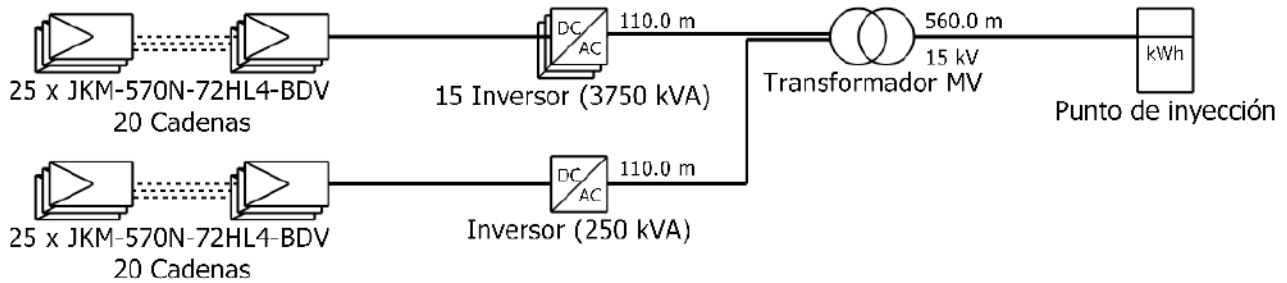 DC
AC
110.0 m
560.0 m
15 kV
kWh
25 x JKM-570N-72HL4-BDV
20 Cadenas
15 Inversor (3750 kVA)
Transformador MV
Punto de inyección
DC
AC
110.0 m
25 x JKM-570N-72HL4-BDV
20 Cadenas
Inversor (250 kVA)